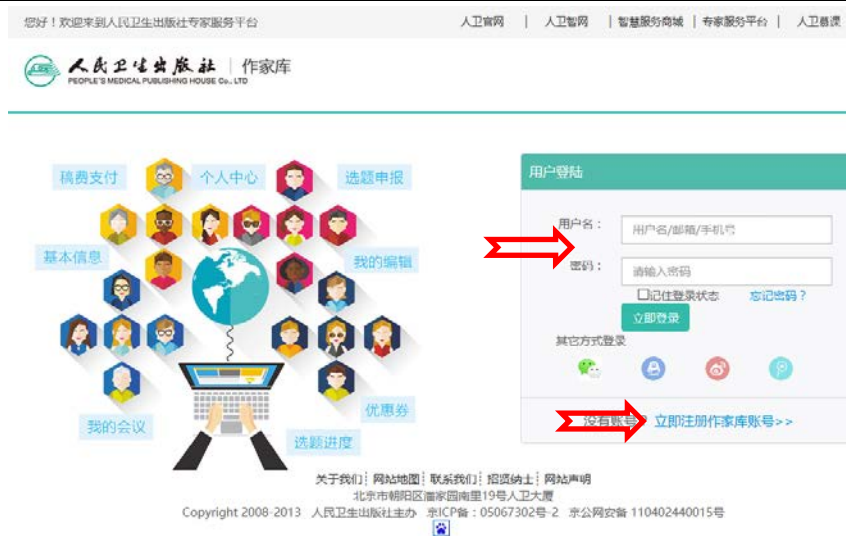 您好！欢迎来到人民卫生出版社专家服务平台
人卫官网 | 人卫智网 | 智慧服务商城 | 专家服务平台 | 人卫慕课
人民卫生出版社 | 作家库
PEOPLE'S MEDICAL PUBLISHING HOUSE Co., LTD
稿费支付
个人中心
选题申报
基本信息
我的编辑
我的会议
优惠券
选题进度
用户登陆
用户名： 用户名/邮箱/手机号
密码： 请输入密码
记住登录状态 忘记密码？
立即登录
其它方式登录
没有账号？ 立即注册作家库账号>>
关于我们 | 网站地图 | 联系我们 | 招贤纳士 | 网站声明
北京市朝阳区潘家园南里19号人卫大厦
Copyright 2008-2013 人民卫生出版社主办 京ICP备：05067302号-2 京公网安备 110402440015号